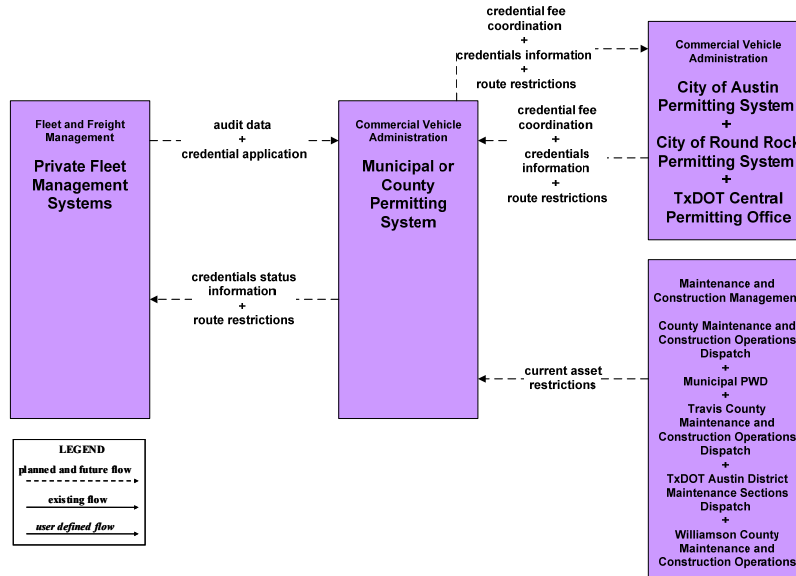 Fleet and Freight
Management
Private Fleet
Management
Systems
audit data
+
credential application
credentials status
information
+
route restrictions
Commercial Vehicle
Administration
Municipal or
County
Permitting
System
credential fee
coordination
+
credentials information
+
route restrictions
credential fee
coordination
+
credentials
information
+
route restrictions
current asset
restrictions
Commercial Vehicle
Administration
City of Austin
Permitting System
+
City of Round Rock
Permitting System
+
TxDOT Central
Permitting Office
Maintenance and
Construction Managemen
County Maintenance and
Construction Operations
Dispatch
+
Municipal PWD
+
Travis County
Maintenance and
Construction Operations
Dispatch
+
TxDOT Austin District
Maintenance Sections
Dispatch
+
Williamson County
Maintenance and
Construction Operations
LEGEND
planned and future flow
existing flow
user defined flow